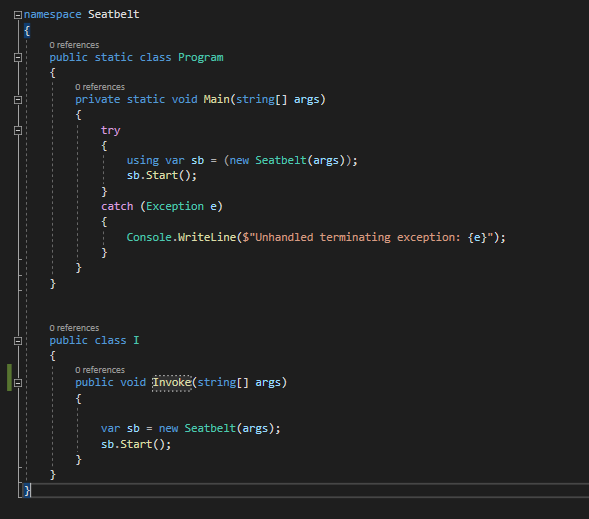 namespace Seatbelt
{
0 references
public static class Program
{
0 references
private static void Main(string[] args)
{
try
{
using var sb = (new Seatbelt(args));
sb.Start();
}
catch (Exception e)
{
Console.WriteLine($"Unhandled terminating exception: {e}");
}
}
}
0 references
public class I
{
0 references
public void Invoke(string[] args)
{
var sb = new Seatbelt(args);
sb.Start();
}
}
}